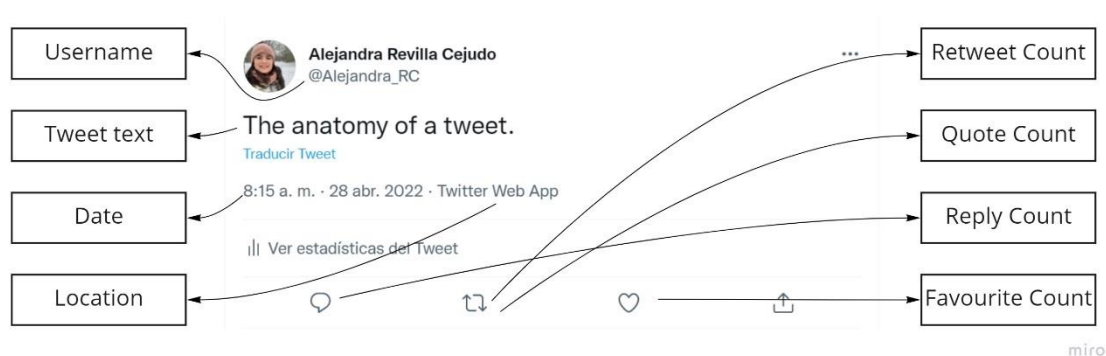 Username
Tweet text
Date
Location
Alejandra Revilla Cejudo
@Alejandra_RC
The anatomy of a tweet.
Traducir Tweet
8:15 a. m. · 28 abr. 2022 · Twitter Web App
Ver estadísticas del Tweet
Retweet Count
Quote Count
Reply Count
Favourite Count
miro